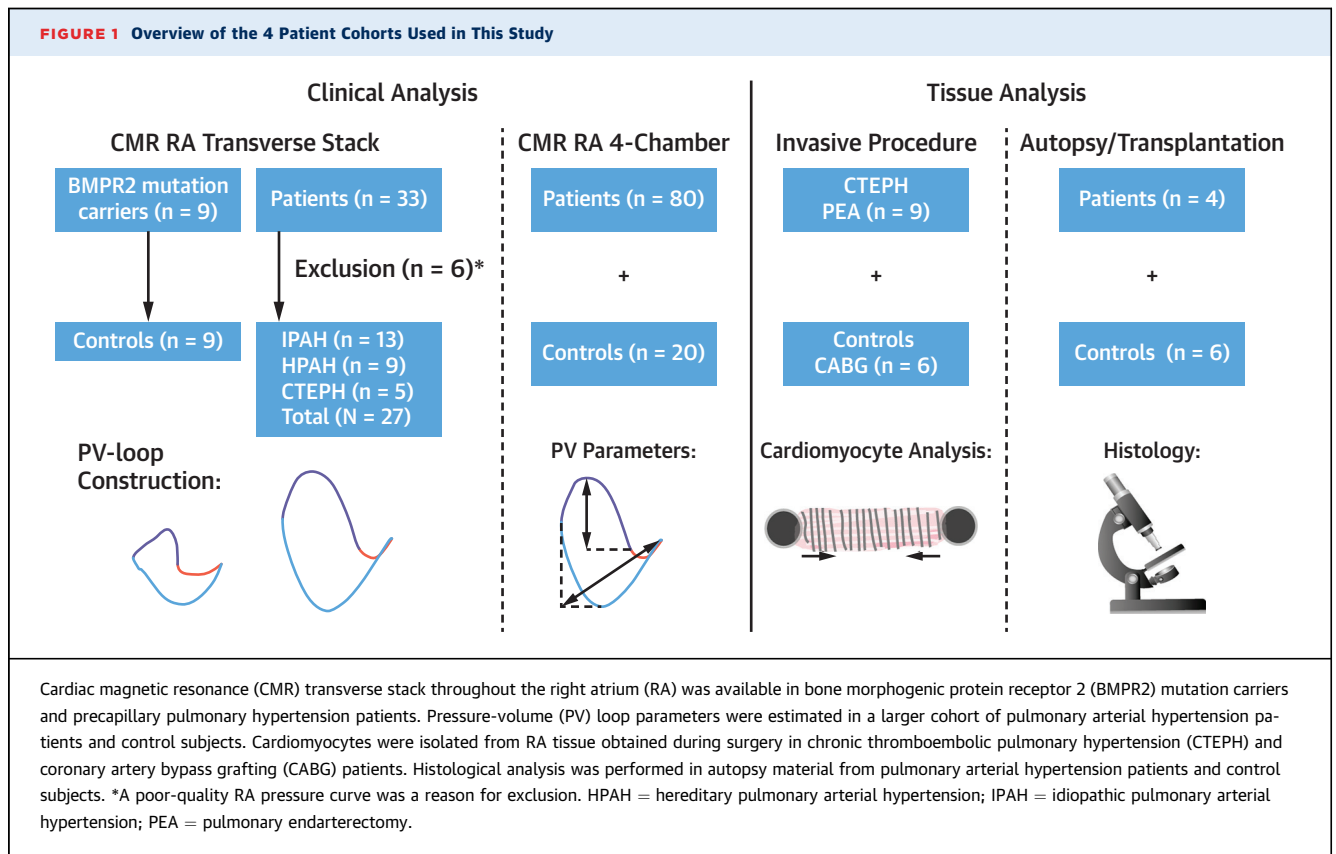 FIGURE 1 Overview of the 4 Patient Cohorts Used in This Study
Clinical Analysis
Tissue Analysis
CMR RA Transverse Stack
CMR RA 4-Chamber
Invasive Procedure
Autopsy/Transplantation
BMPR2 mutation
carriers (n = 9)
Patients (n = 33)
Patients (n = 80)
CTEPH
PEA (n = 9)
Patients (n = 4)
Exclusion (n = 6)*
+
+
+
Controls (n = 9)
IPAH (n = 13)
HPAH (n = 9)
CTEPH (n = 5)
Total (N = 27)
Controls (n = 20)
Controls
CABG (n = 6)
Controls (n = 6)
PV-loop
Construction:
PV Parameters:
Cardiomyocyte Analysis:
Histology:
Cardiac magnetic resonance (CMR) transverse stack throughout the right atrium (RA) was available in bone morphogenic protein receptor 2 (BMPR2) mutation carriers
and precapillary pulmonary hypertension patients. Pressure-volume (PV) loop parameters were estimated in a larger cohort of pulmonary arterial hypertension pa-
tients and control subjects. Cardiomyocytes were isolated from RA tissue obtained during surgery in chronic thromboembolic pulmonary hypertension (CTEPH) and
coronary artery bypass grafting (CABG) patients. Histological analysis was performed in autopsy material from pulmonary arterial hypertension patients and control
subjects. *A poor-quality RA pressure curve was a reason for exclusion. HPAH = hereditary pulmonary arterial hypertension; IPAH = idiopathic pulmonary arterial
hypertension; PEA = pulmonary endarterectomy.